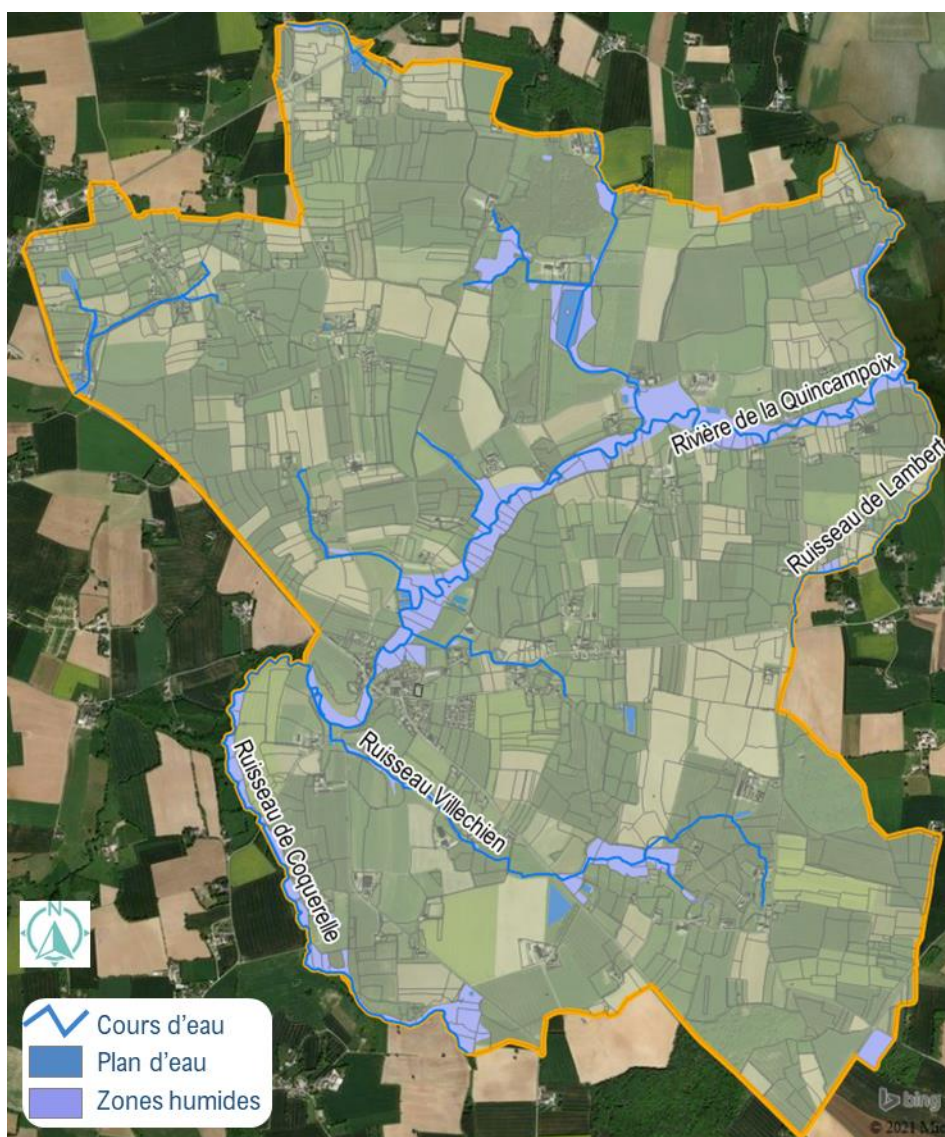 Rivière de la Quincampoix
Ruisseau de Lambert
Ruisseau Villechien
Ruisseau de Coquerelle
N
Cours d'eau
Plan d'eau
Zones humides
bing
© 2021 Mi